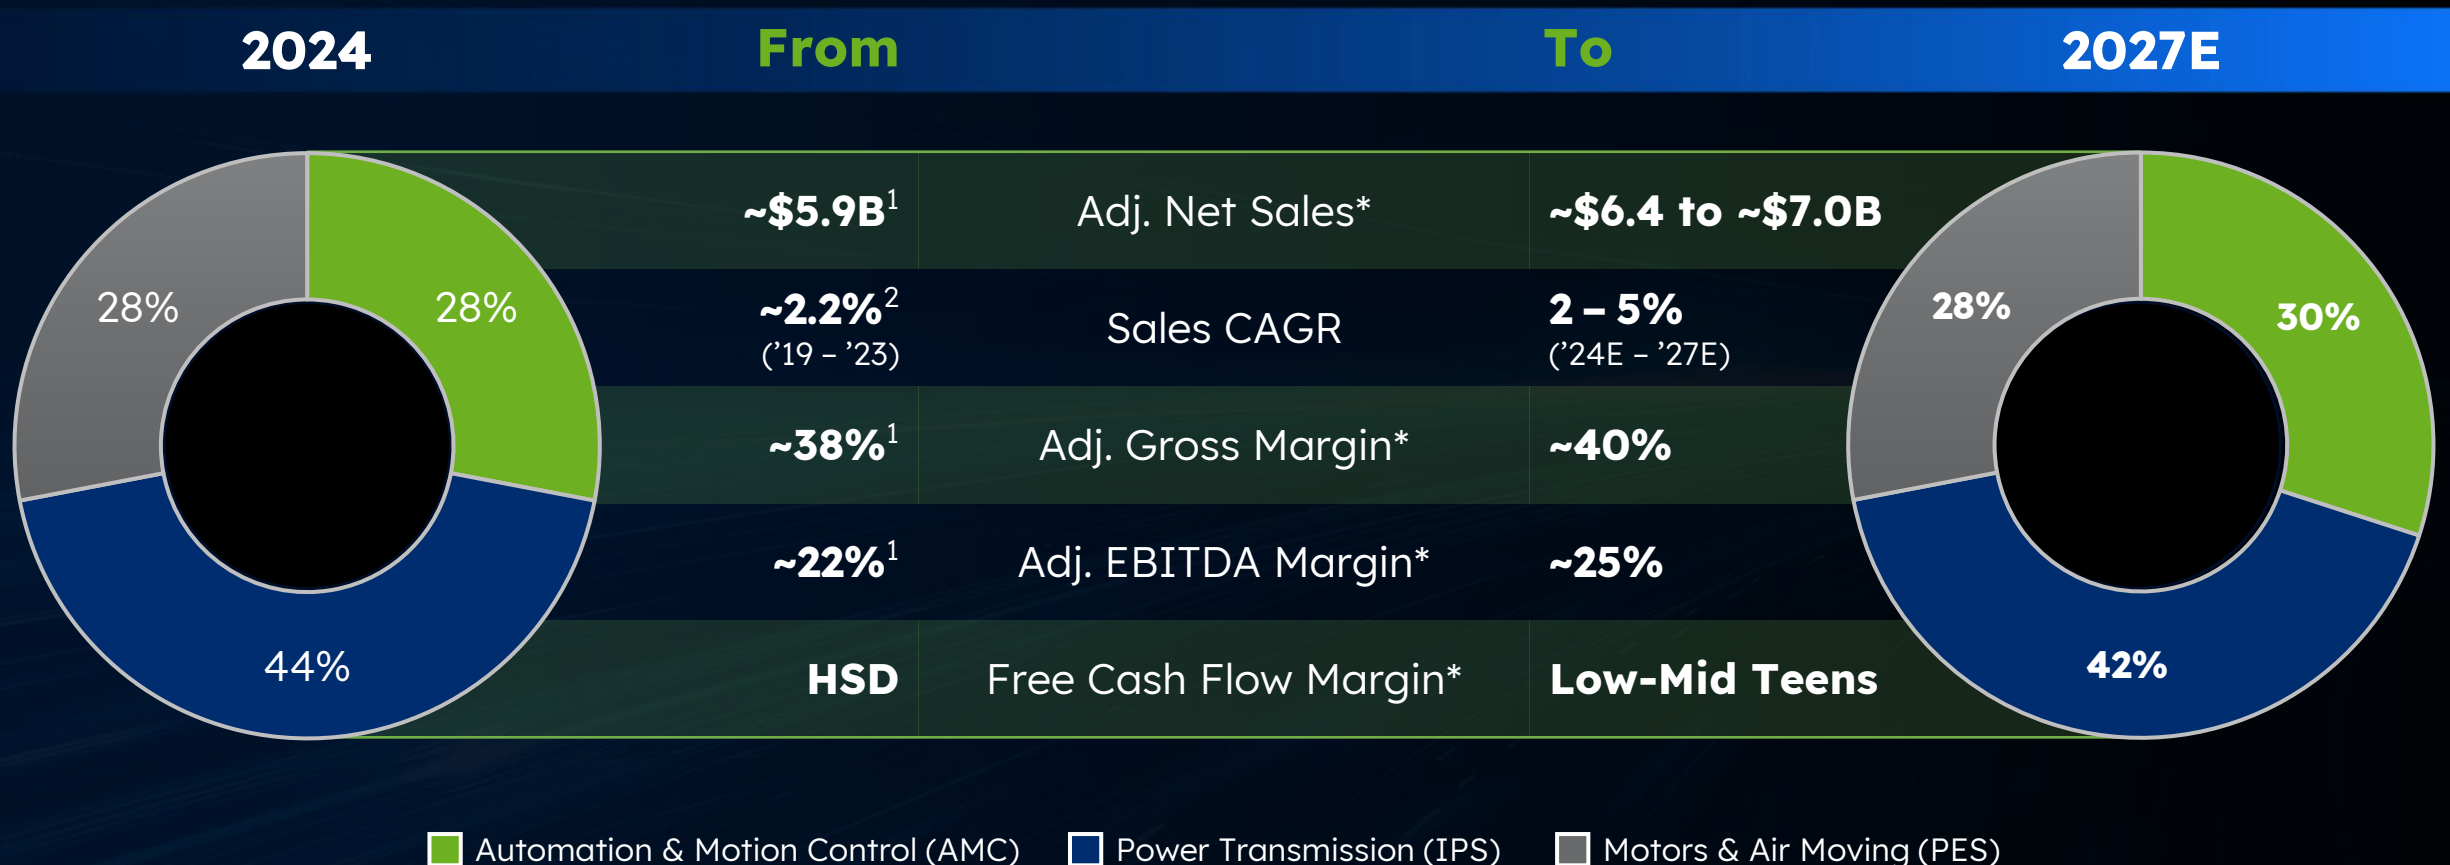 2024 From To 2027E
~$5.9B1 Adj. Net Sales* ~$6.4 to ~$7.0B
28% 28% ~2.2%2 Sales CAGR 2 – 5% 28% 30%
(’19 – ’23) (’24E – ’27E)
~38%1 Adj. Gross Margin* ~40%
~22%1 Adj. EBITDA Margin* ~25%
44% HSD Free Cash Flow Margin* Low-Mid Teens 42%
Automation & Motion Control (AMC) Power Transmission (IPS) Motors & Air Moving (PES)